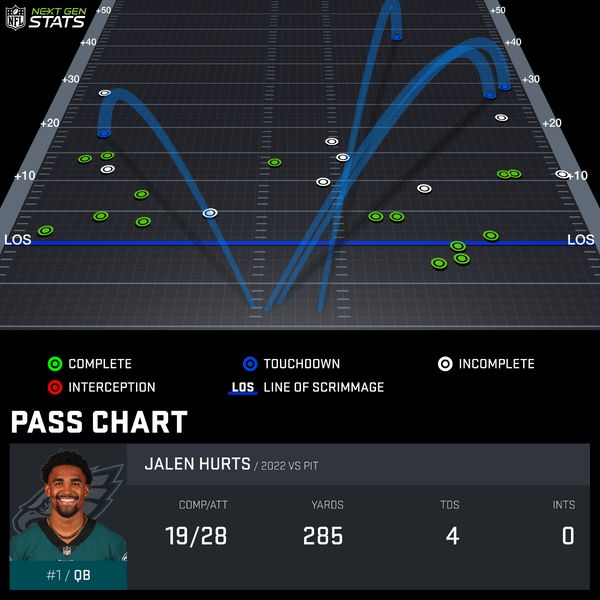 NFL NEXT GEN STATS
+50 +50
+40 +40
+30 +30
+20 +20
+10 +10
LOS LOS
COMPLETE TOUCHDOWN INCOMPLETE
INTERCEPTION LOS LINE OF SCRIMMAGE
PASS CHART
JALEN HURTS / 2022 VS PIT
COMP/ATT YARDS TDS INTS
19/28 285 4 0
#1 / QB